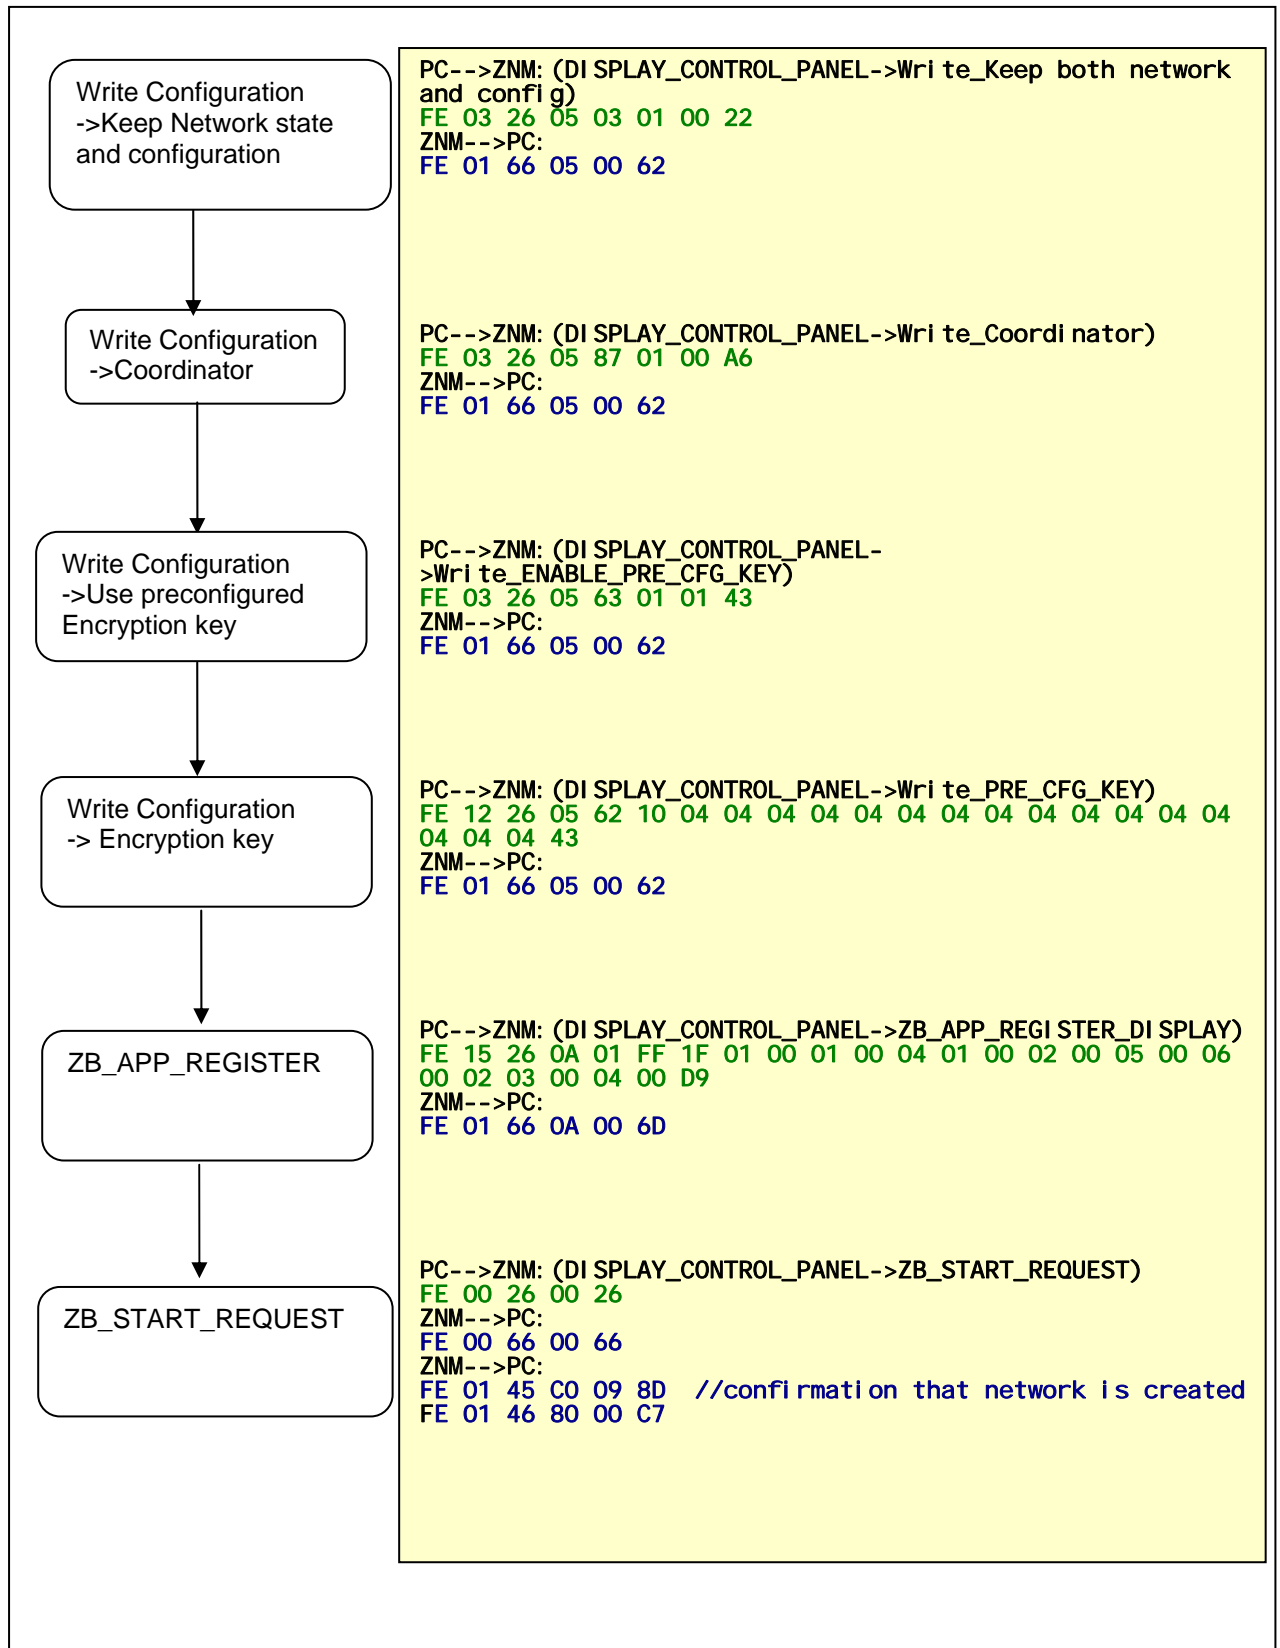 Write Configuration
->Keep Network state
and configuration
PC-->ZNM: (DISPLAY_CONTROL_PANEL->Write_Keep both network
and config)
FE 03 26 05 03 01 00 22
ZNM-->PC:
FE 01 66 05 00 62
Write Configuration
->Coordinator
PC-->ZNM: (DISPLAY_CONTROL_PANEL->Write_Coordinator)
FE 03 26 05 87 01 00 A6
ZNM-->PC:
FE 01 66 05 00 62
Write Configuration
->Use preconfigured
Encryption key
PC-->ZNM: (DISPLAY_CONTROL_PANEL-
>Write_ENABLE_PRE_CFG_KEY)
FE 03 26 05 63 01 01 43
ZNM-->PC:
FE 01 66 05 00 62
Write Configuration
-> Encryption key
PC-->ZNM: (DISPLAY_CONTROL_PANEL->Write_PRE_CFG_KEY)
FE 12 26 05 62 10 04 04 04 04 04 04 04 04 04 04 04 04 04
04 04 04 43
ZNM-->PC:
FE 01 66 05 00 62
ZB_APP_REGISTER
PC-->ZNM: (DISPLAY_CONTROL_PANEL->ZB_APP_REGISTER_DISPLAY)
FE 15 26 0A 01 FF 1F 01 00 01 00 04 01 00 02 00 05 00 06
00 02 03 00 04 00 D9
ZNM-->PC:
FE 01 66 0A 00 6D
ZB_START_REQUEST
PC-->ZNM: (DISPLAY_CONTROL_PANEL->ZB_START_REQUEST)
FE 00 26 00 26
ZNM-->PC:
FE 00 66 00 66
ZNM-->PC:
FE 01 45 C0 09 8D //confirmation that network is created
FE 01 46 80 00 C7